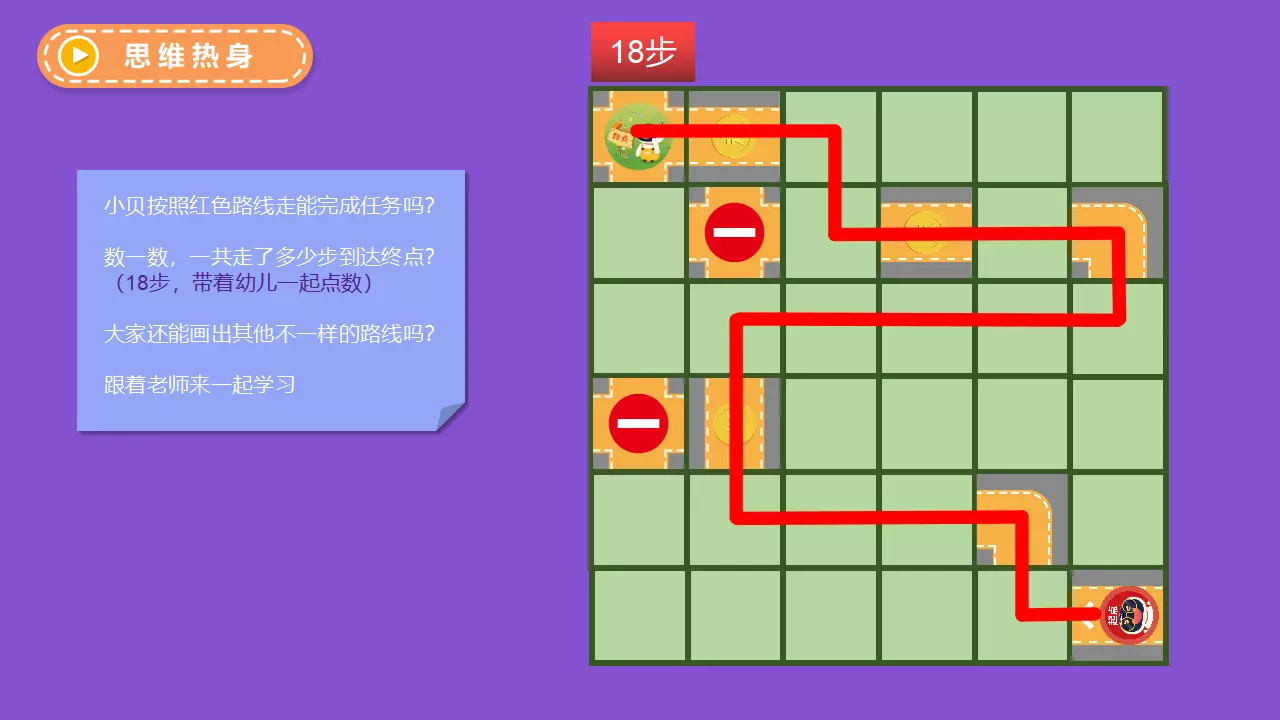 思维热身
18步
小贝按照红色路线走能完成任务吗？
数一数，一共走了多少步到达终点？
（18步，带着幼儿一起点数）
大家还能画出其他不一样的路线吗？
跟着老师来一起学习
起点